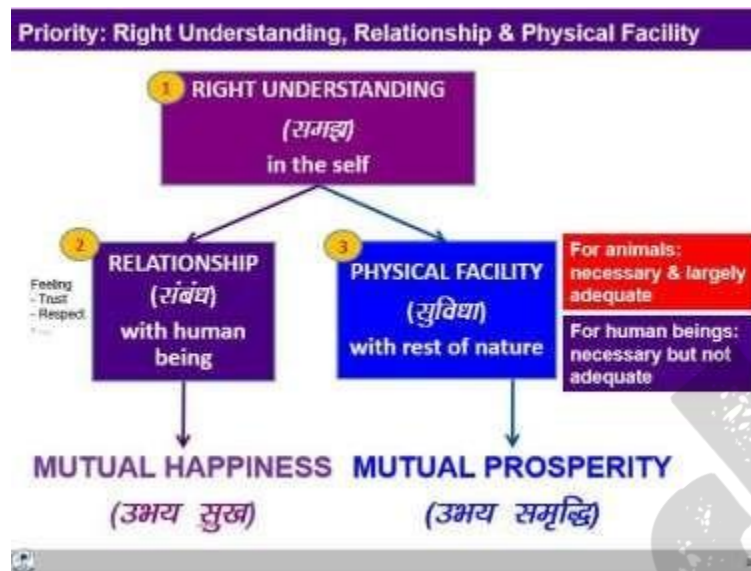 Priority: Right Understanding, Relationship & Physical Facility
1
RIGHT UNDERSTANDING
(समझ)
in the self
2
RELATIONSHIP
(संबंध)
with human
being
Feeling
- Trust
- Respect
- ...
3
PHYSICAL FACILITY
(सुविधा)
with rest of nature
For animals:
necessary & largely
adequate
For human beings:
necessary but not
adequate
MUTUAL HAPPINESS
(उभय सुख)
MUTUAL PROSPERITY
(उभय समृद्धि)